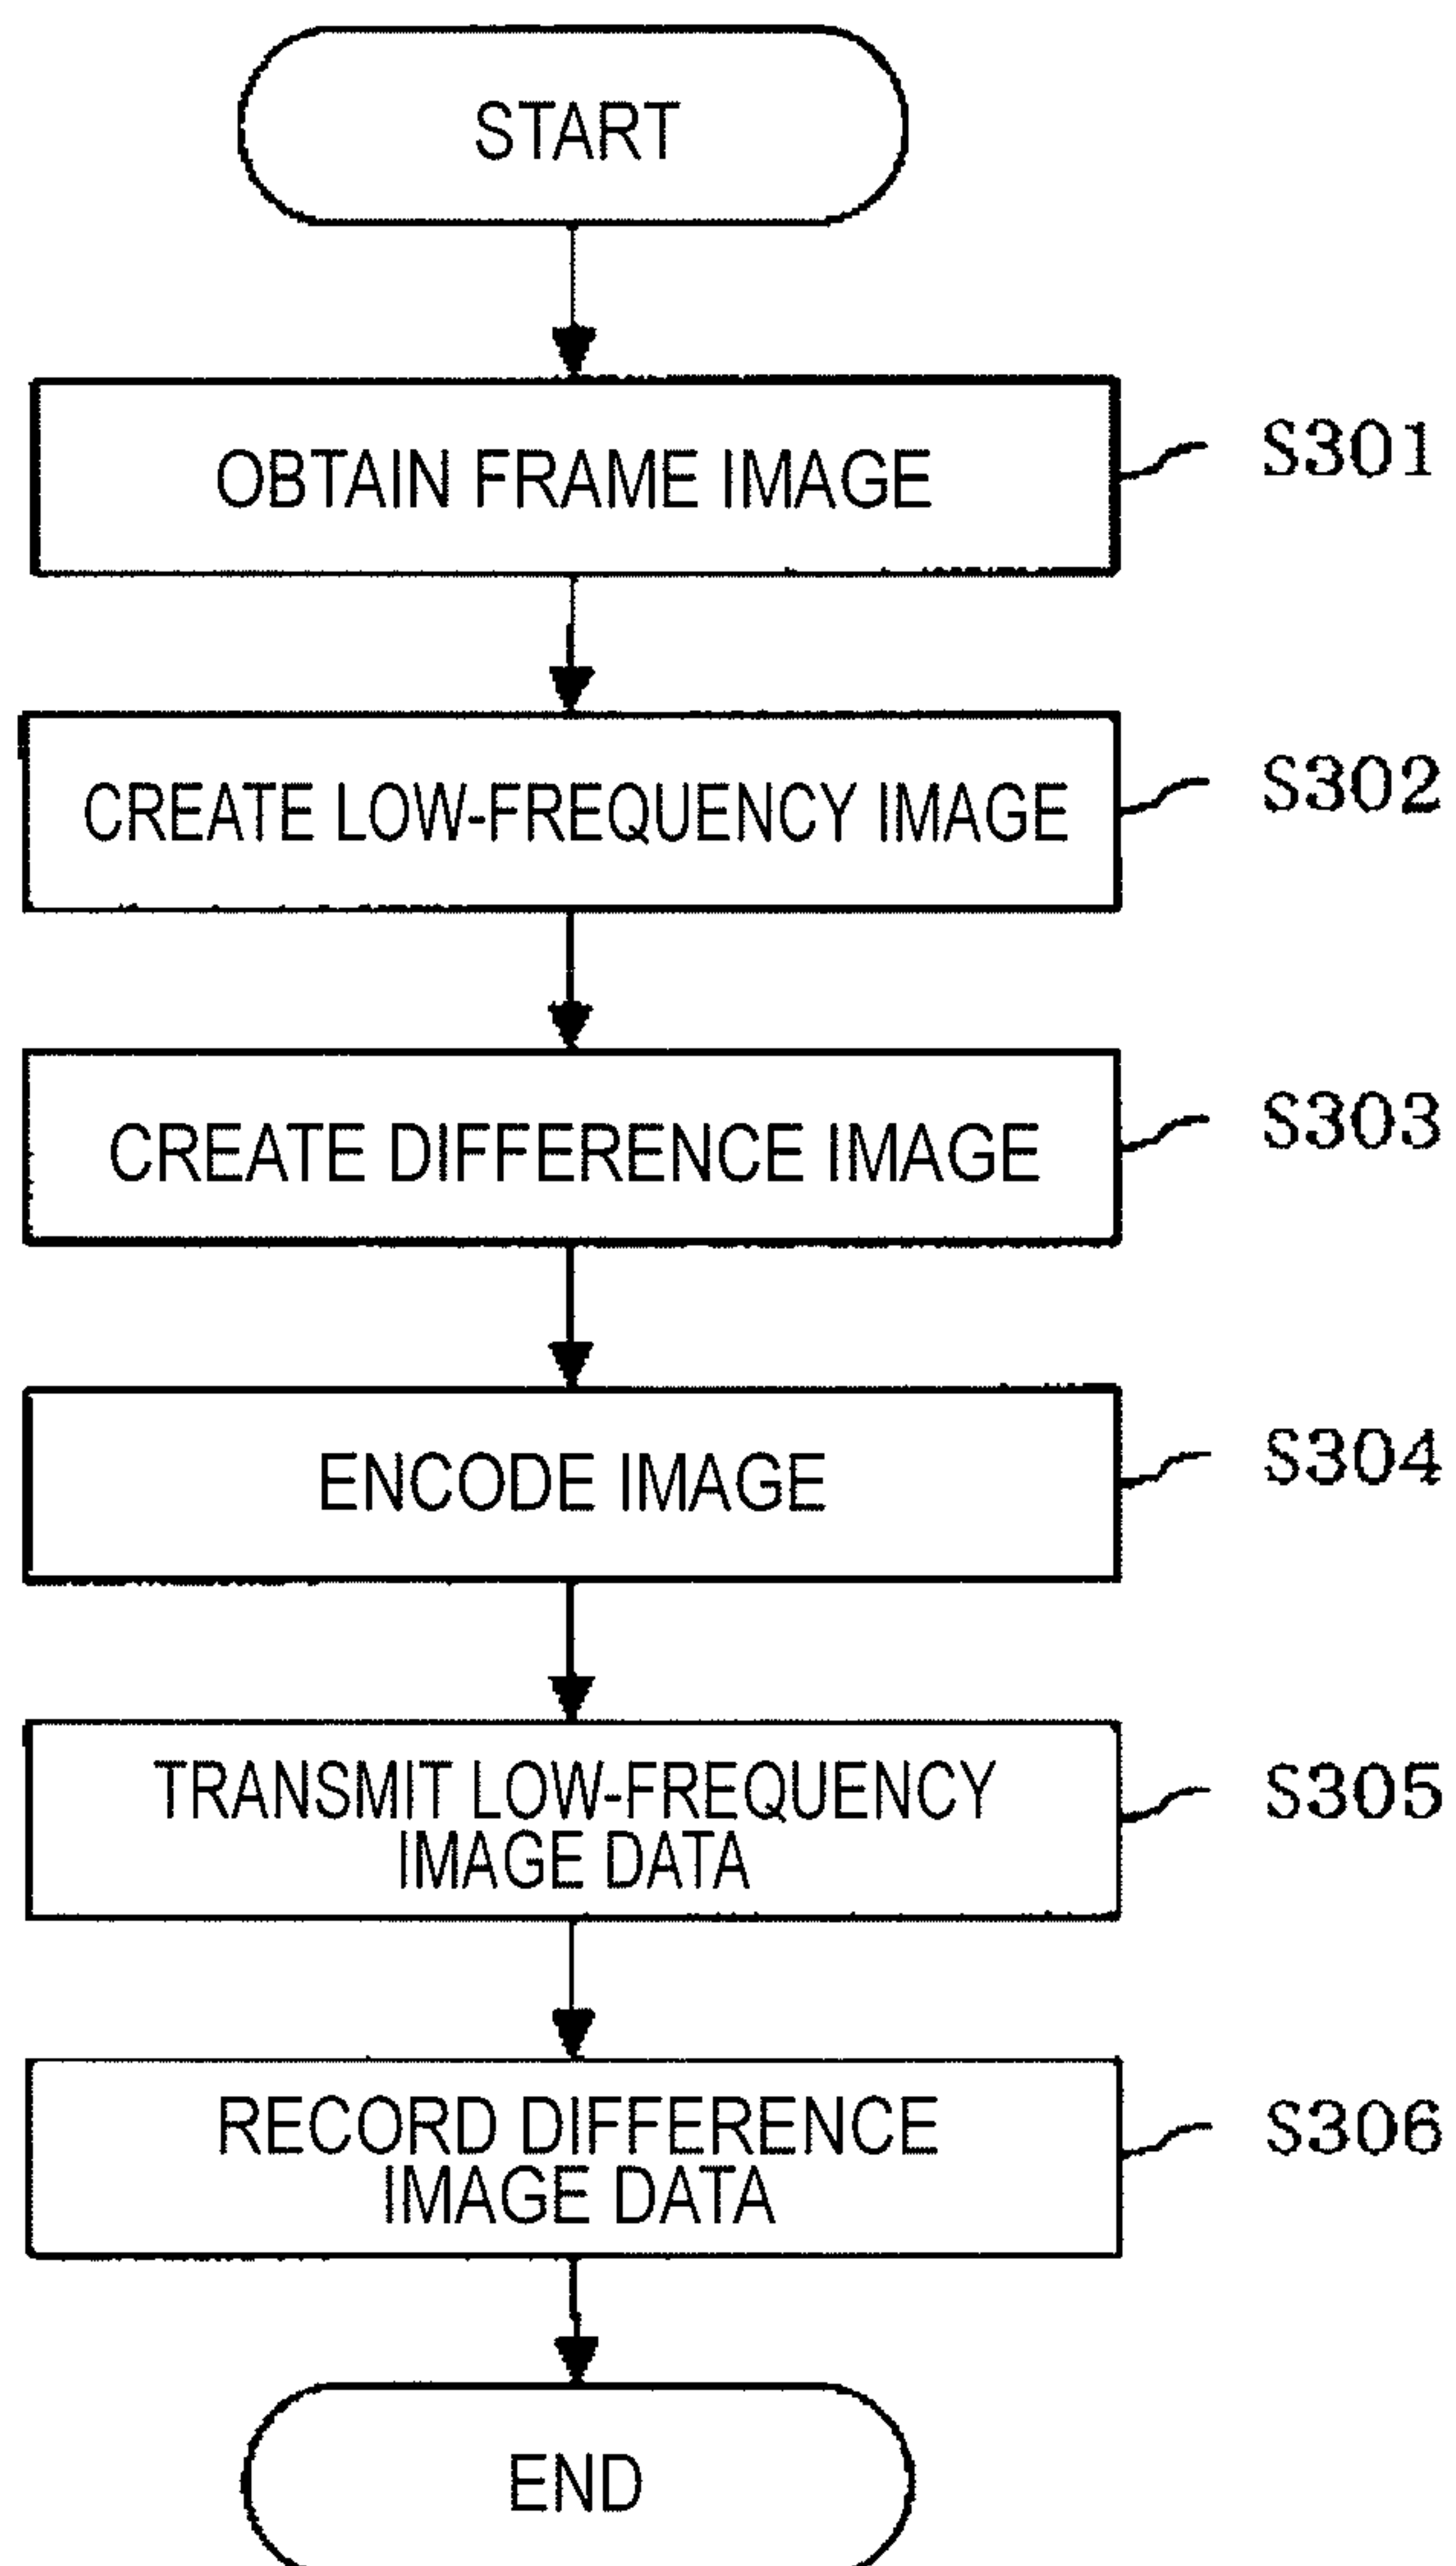 START
OBTAIN FRAME IMAGE
S301
CREATE LOW-FREQUENCY IMAGE
S302
CREATE DIFFERENCE IMAGE
S303
ENCODE IMAGE
S304
TRANSMIT LOW-FREQUENCY
IMAGE DATA
S305
RECORD DIFFERENCE
IMAGE DATA
S306
END